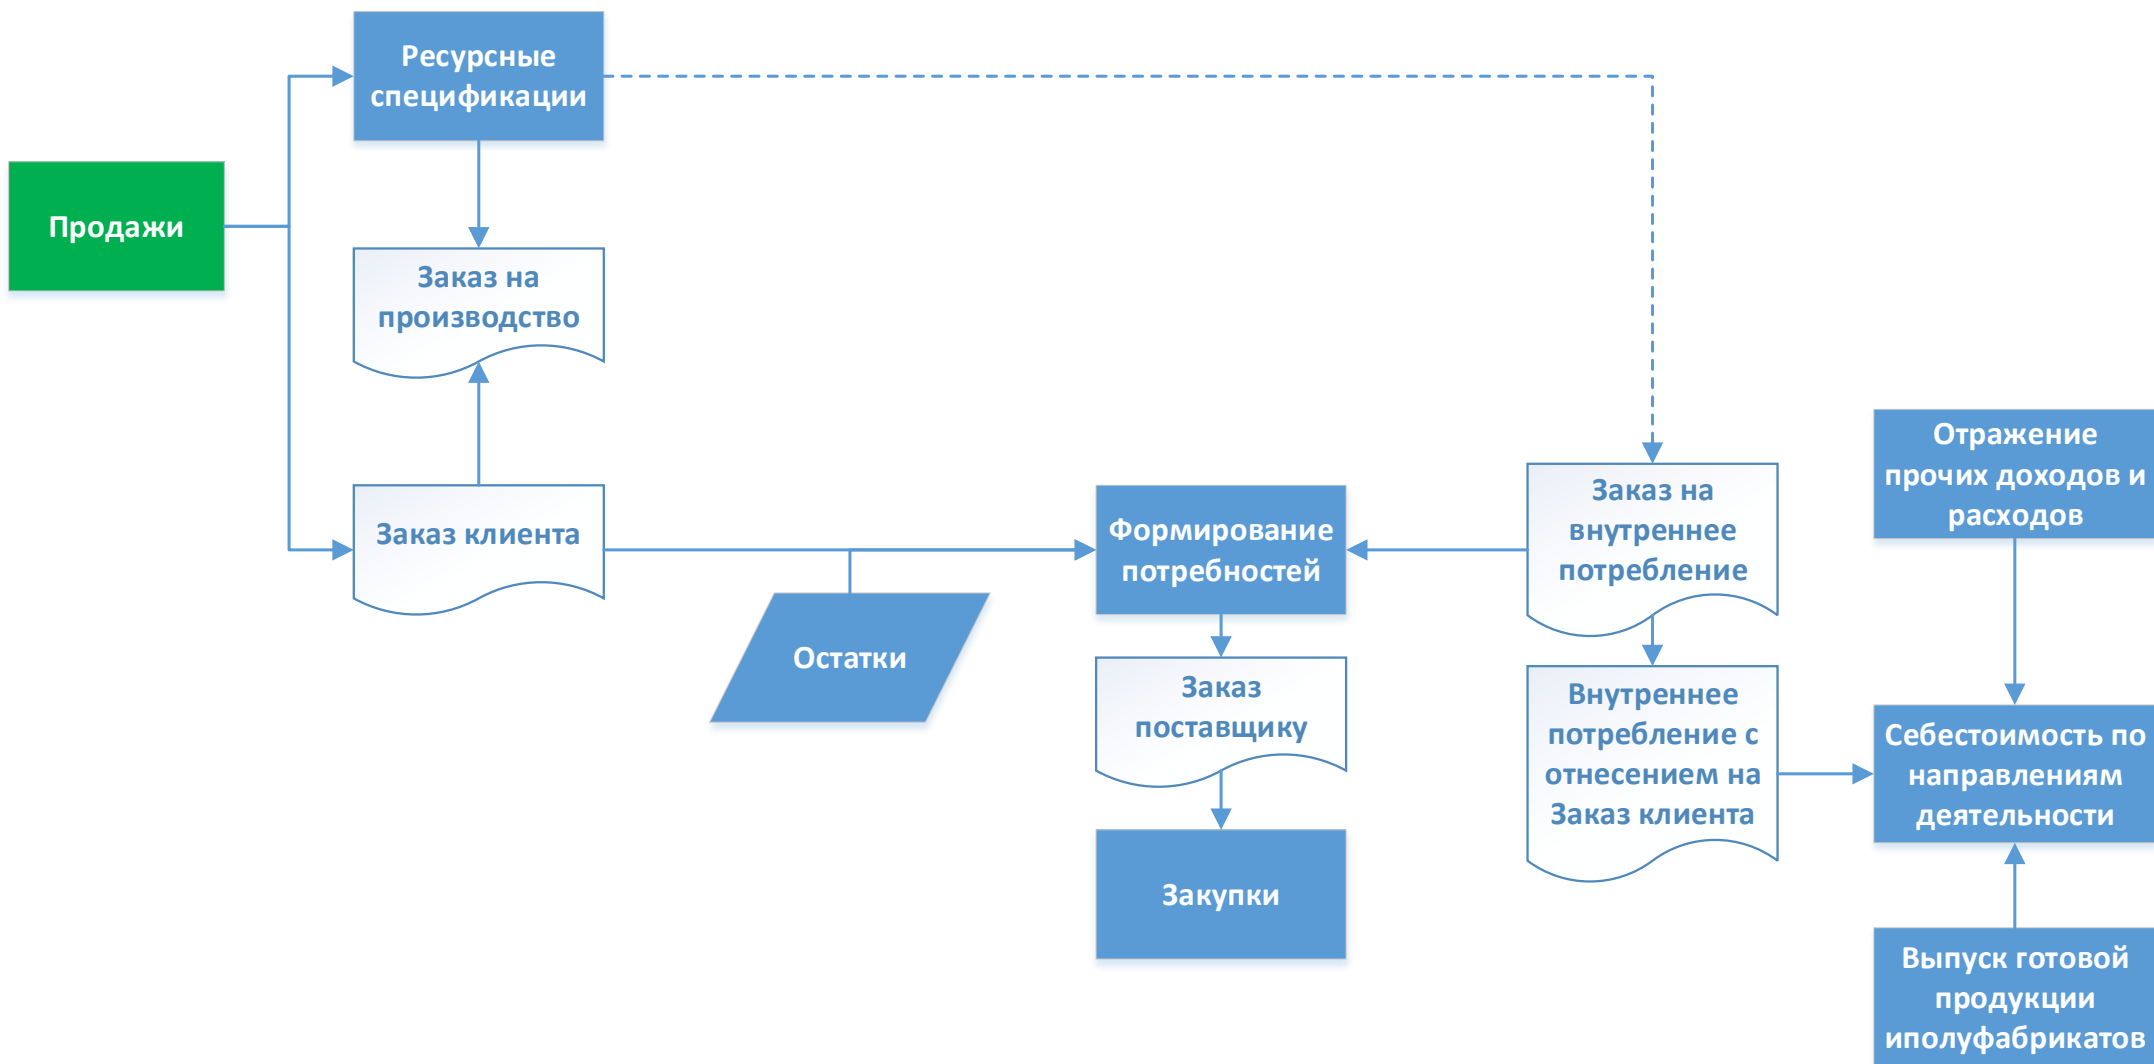 Ресурсные
спецификации
Продажи
Заказ на
производство
Заказ клиента
Остатки
Формирование
потребностей
Заказ
поставщику
Закупки
Заказ на
внутреннее
потребление
Внутреннее
потребление с
отнесением на
Заказ клиента
Отражение
прочих доходов и
расходов
Себестоимость по
направлениям
деятельности
Выпуск готовой
продукции
иполуфабрикатов